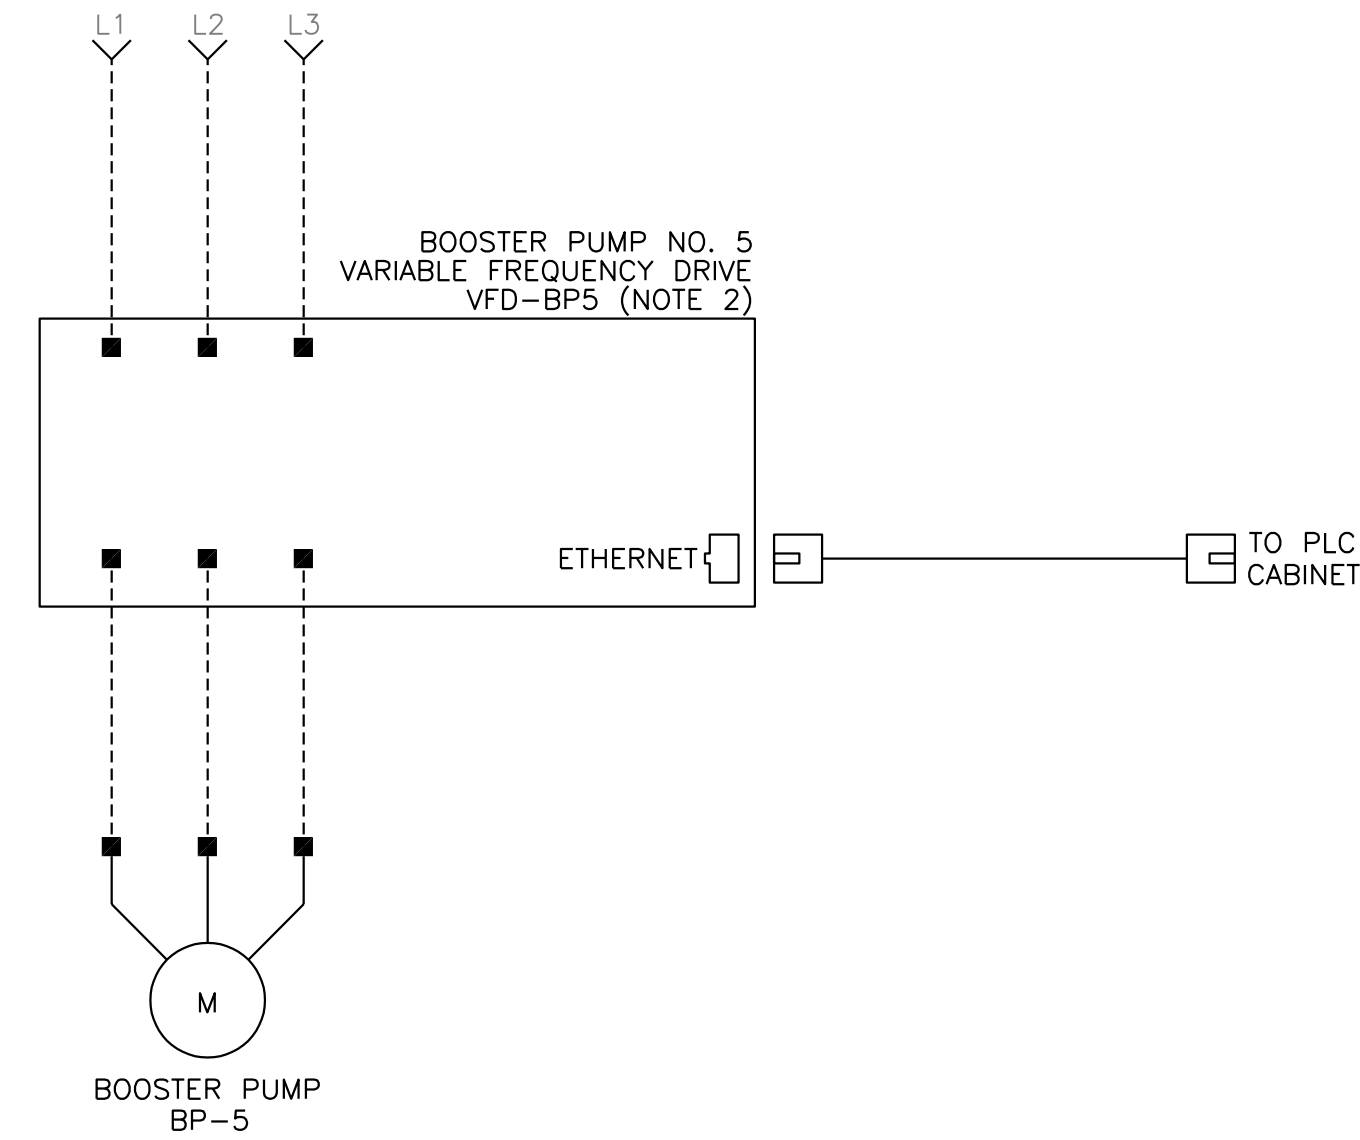 L1 L2 L3
BOOSTER PUMP NO. 5
VARIABLE FREQUENCY DRIVE
VFD-BP5 (NOTE 2)
ETHERNET
TO PLC
CABINET
M
BOOSTER PUMP
BP-5